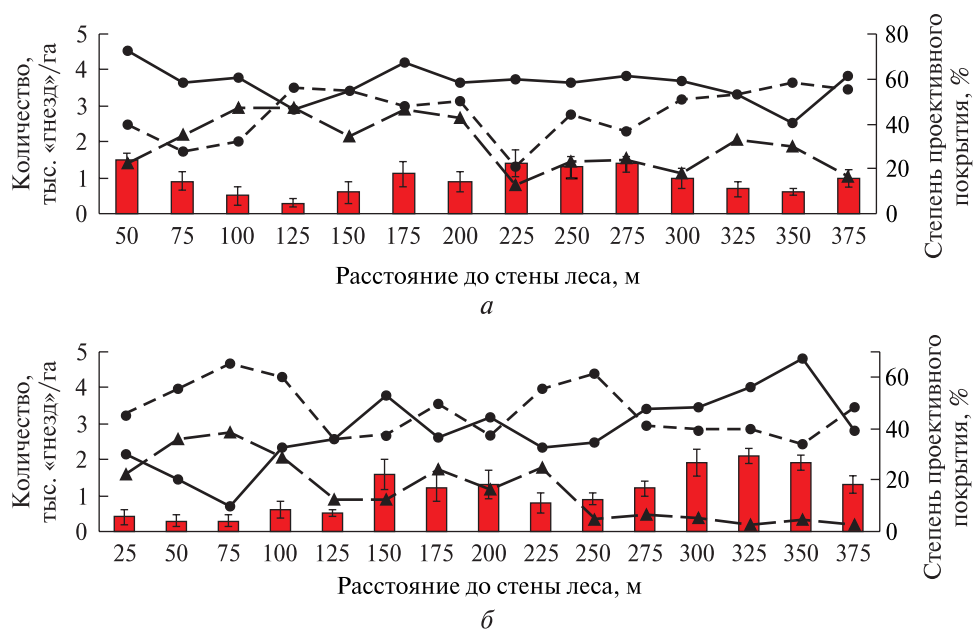 Количество,
тыс. «гнезд»/га
5
4
3
2
1
0
80
60
40
20
0
Степень проективного
покрытия, %
50 75 100 125 150 175 200 225 250 275 300 325 350 375
Расстояние до стены леса, м
а
Количество,
тыс. «гнезд»/га
5
4
3
2
1
0
60
40
20
0
Степень проективного
покрытия, %
25 50 75 100 125 150 175 200 225 250 275 300 325 350 375
Расстояние до стены леса, м
б